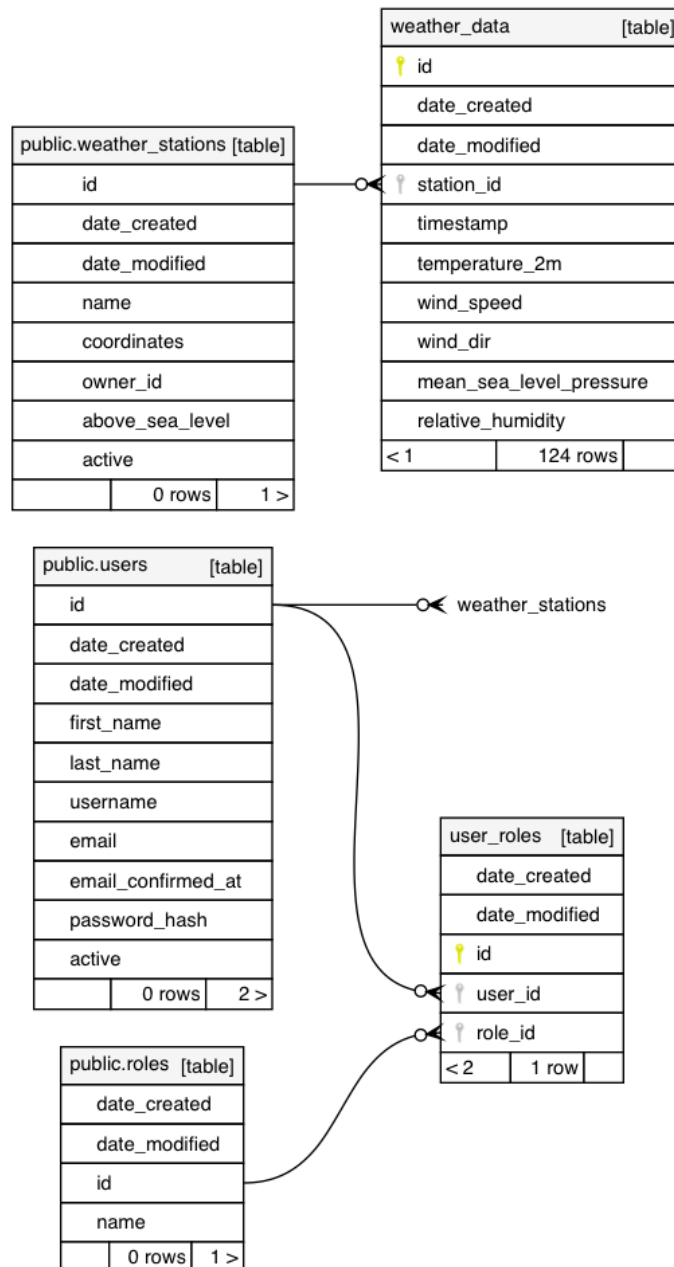 weather_data [table]
id
date_created
date_modified
station_id
timestamp
temperature_2m
wind_speed
wind_dir
mean_sea_level_pressure
relative_humidity
< 1 124 rows
public.weather_stations [table]
id
date_created
date_modified
name
coordinates
owner_id
above_sea_level
active
0 rows 1 >
public.users [table]
id
date_created
date_modified
first_name
last_name
username
email
email_confirmed_at
password_hash
active
0 rows 2 >
weather_stations
user_roles [table]
date_created
date_modified
id
user_id
role_id
< 2 1 row
public.roles [table]
date_created
date_modified
id
name
0 rows 1 >